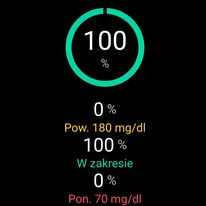 100
%
0 %
Pow. 180 mg/dl
100 %
W zakresie
0 %
Pon. 70 mg/dl